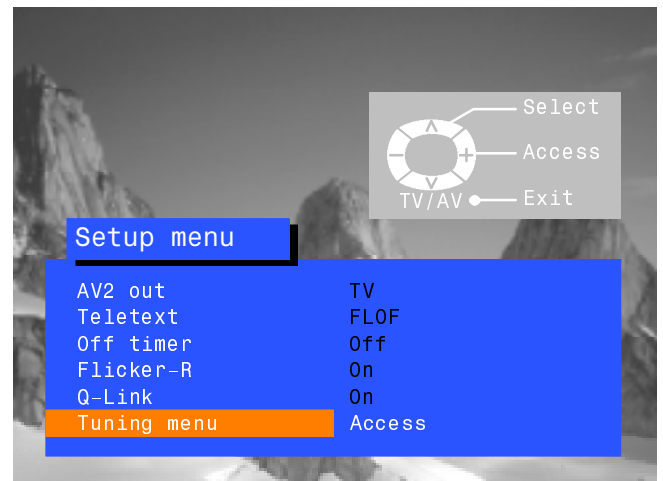 Select
Access
TV/AV Exit
Setup menu
AV2 out TV
Teletext FLOF
Off timer Off
Flicker-R On
Q-Link On
Tuning menu Access